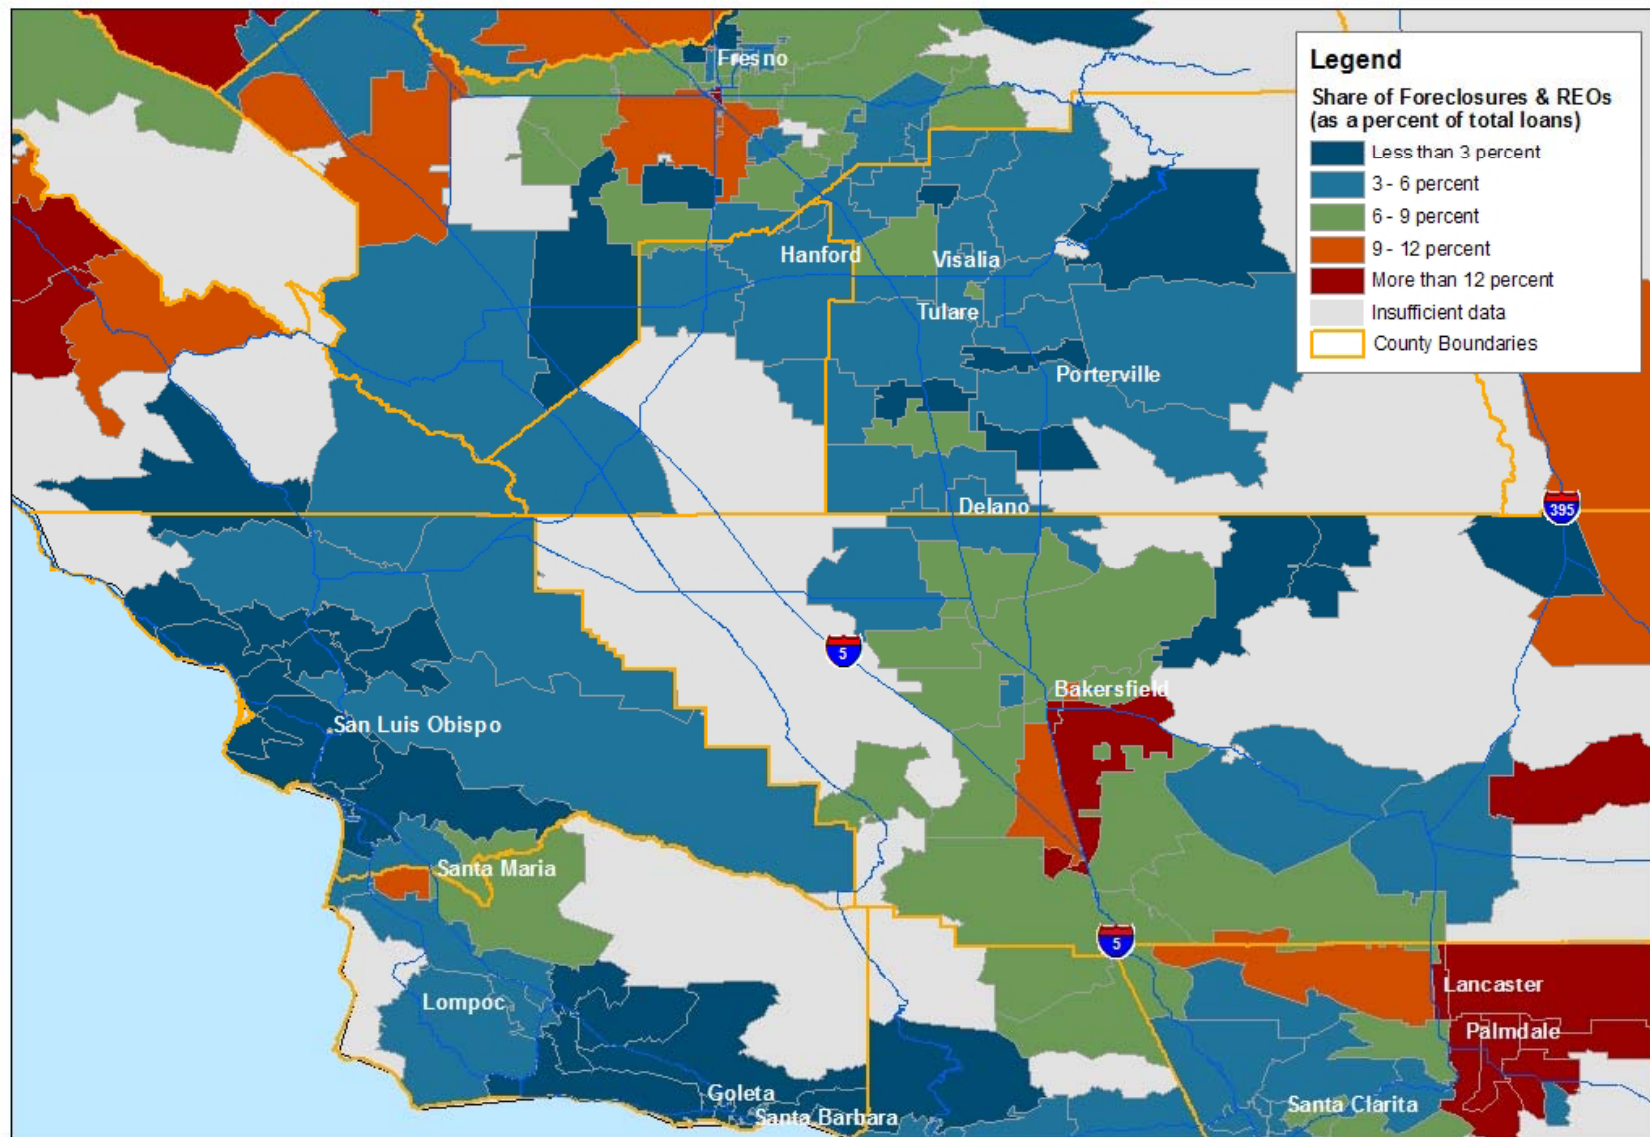 Legend
Share of Foreclosures & REOs
(as a percent of total loans)
Less than 3 percent
3 - 6 percent
6 - 9 percent
9 - 12 percent
More than 12 percent
Insufficient data
County Boundaries
Fresno
Hanford
Visalia
Tulare
Porterville
Delano
395
5
Bakersfield
San Luis Obispo
Santa Maria
5
Lompoc
Lancaster
Palmdale
Goleta
Santa Barbara
Santa Clarita